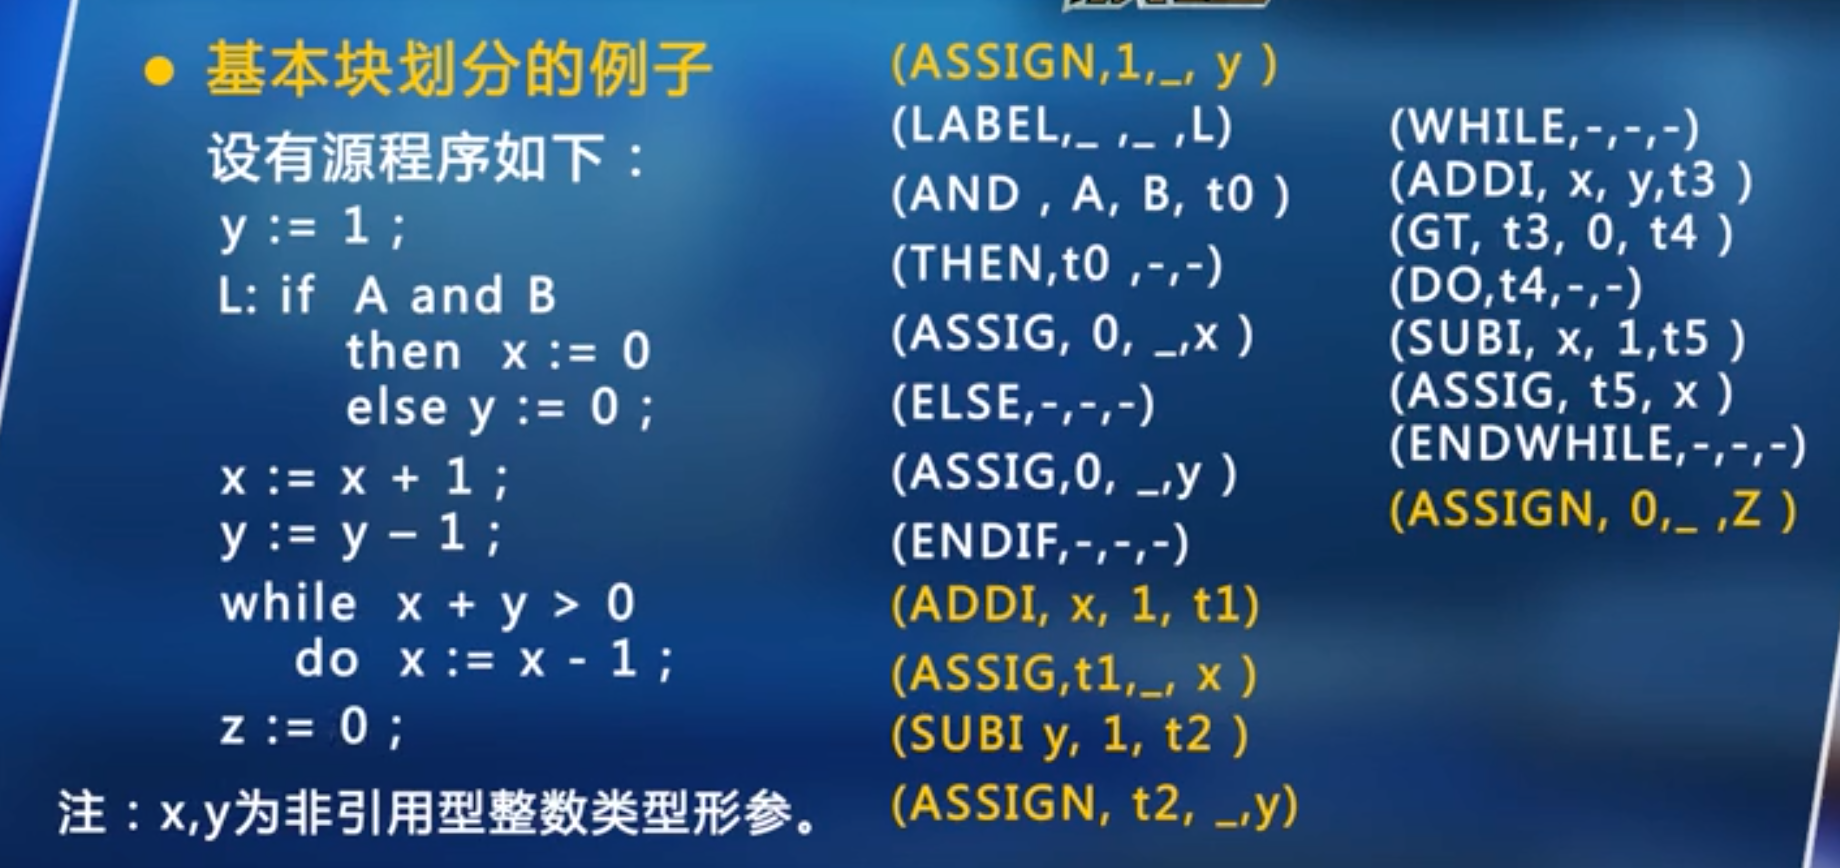 基本块划分的例子
设有源程序如下：
y := 1 ;
L: if A and B
then x := 0
else y := 0 ;
x := x + 1 ;
y := y – 1 ;
while x + y > 0
do x := x - 1 ;
z := 0 ;
注：x,y为非引用型整数类型形参。
(ASSIGN,1,_, y )
(LABEL,_ ,_ ,L)
(AND , A, B, t0 )
(THEN,t0 ,-,-)
(ASSIG, 0, _,x )
(ELSE,-,-,-)
(ASSIG,0, _,y )
(ENDIF,-,-,-)
(ADDI, x, 1, t1)
(ASSIG,t1,_, x )
(SUBI y, 1, t2 )
(ASSIGN, t2, _,y)
(WHILE,-,-,-)
(ADDI, x, y,t3 )
(GT, t3, 0, t4 )
(DO,t4,-,-)
(SUBI, x, 1,t5 )
(ASSIG, t5, x )
(ENDWHILE,-,-,-)
(ASSIGN, 0,_ ,Z )